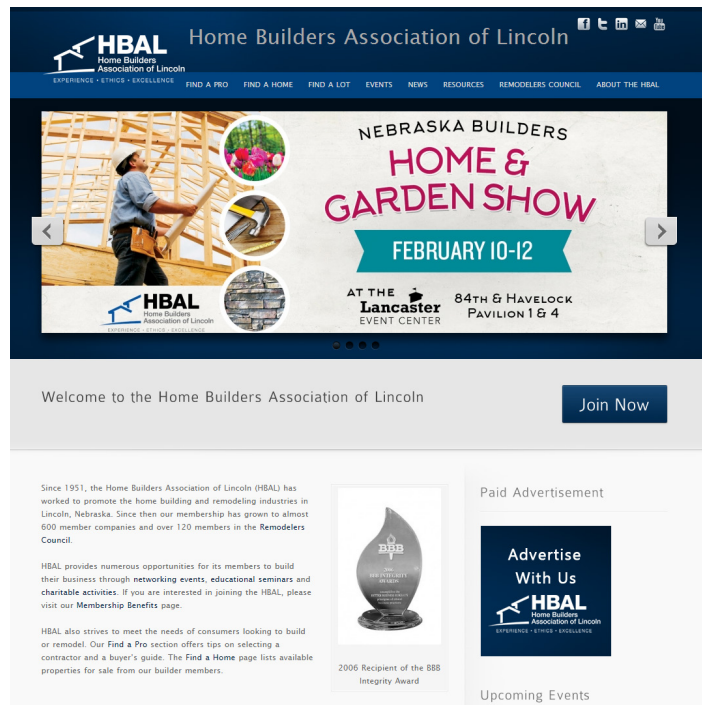 HBAL
Home Builders
Association of Lincoln
EXPERIENCE • ETHICS • EXCELLENCE
Home Builders Association of Lincoln
You
FIND A PRO FIND A HOME FIND A LOT EVENTS NEWS RESOURCES REMODELERS COUNCIL ABOUT THE HBAL
NEBRASKA BUILDERS
HOME &
GARDEN SHOW
FEBRUARY 10-12
AT THE
Lancaster
EVENT CENTER
84TH & HAVELOCK
PAVILION 1 & 4
HBAL
Home Builders
Association of Lincoln
EXPERIENCE • ETHICS • EXCELLENCE
Welcome to the Home Builders Association of Lincoln
Join Now
Since 1951, the Home Builders Association of Lincoln (HBAL) has
worked to promote the home building and remodeling industries in
Lincoln, Nebraska. Since then our membership has grown to almost
600 member companies and over 120 members in the Remodelers
Council.
HBAL provides numerous opportunities for its members to build
their business through networking events, educational seminars and
charitable activities. If you are interested in joining the HBAL, please
visit our Membership Benefits page.
HBAL also strives to meet the needs of consumers looking to build
or remodel. Our Find a Pro section offers tips on selecting a
contractor and a buyer's guide. The Find a Home page lists available
properties for sale from our builder members.
BBB
2006 Recipient of the BBB
Integrity Award
Paid Advertisement
Advertise
With Us
HBAL
Home Builders
Association of Lincoln
EXPERIENCE • ETHICS • EXCELLENCE
Upcoming Events